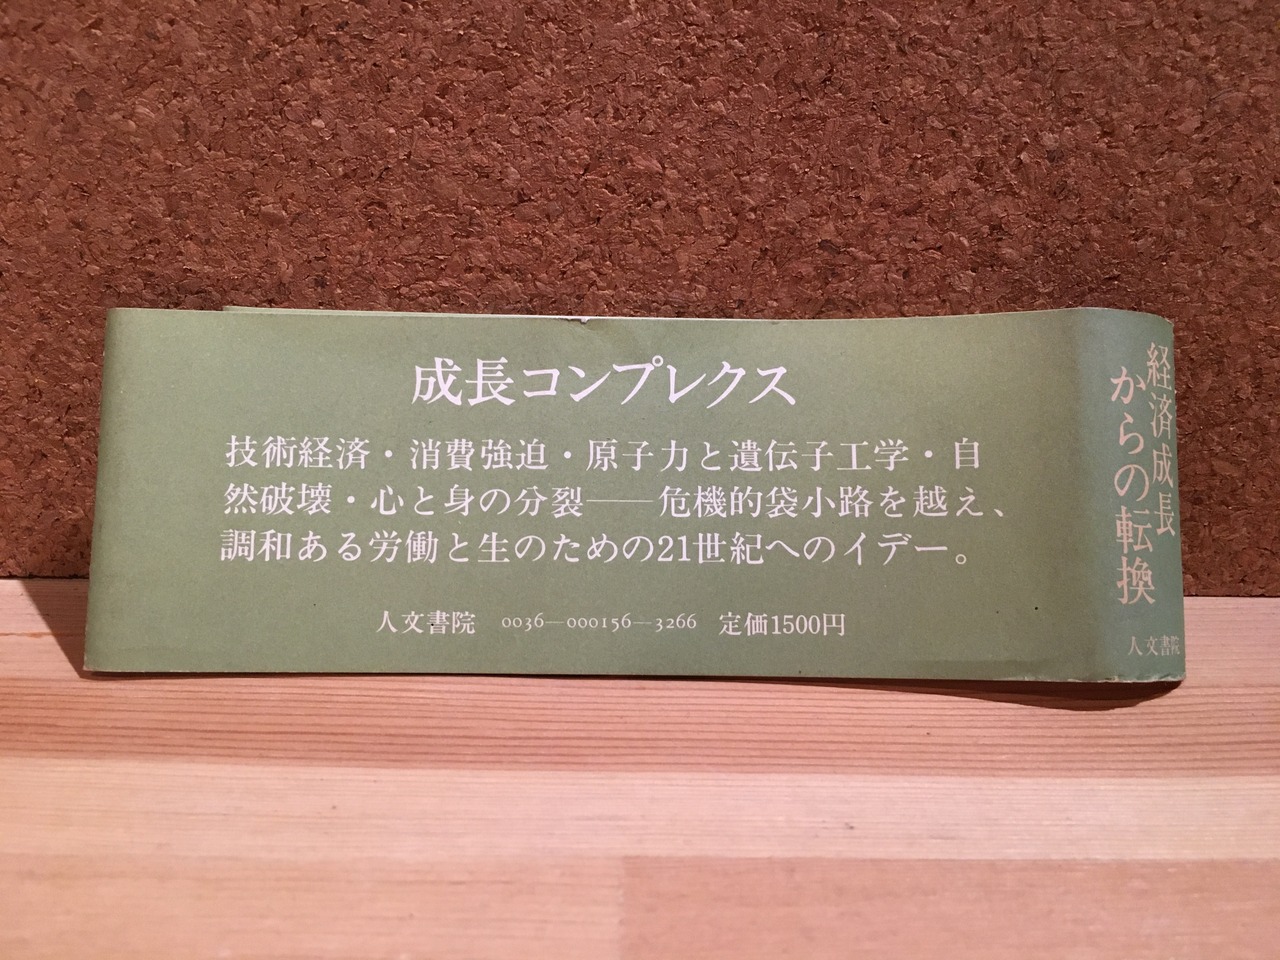 成長コンプレクス
技術経済・消費強迫・原子力と遺伝子工学・自
然破壊・心と身の分裂——危機的袋小路を越え、
調和ある労働と生のための21世紀へのイデー。
人文書院 0036—000156—3266 定価1500円
経済成長
からの転換
人文書院